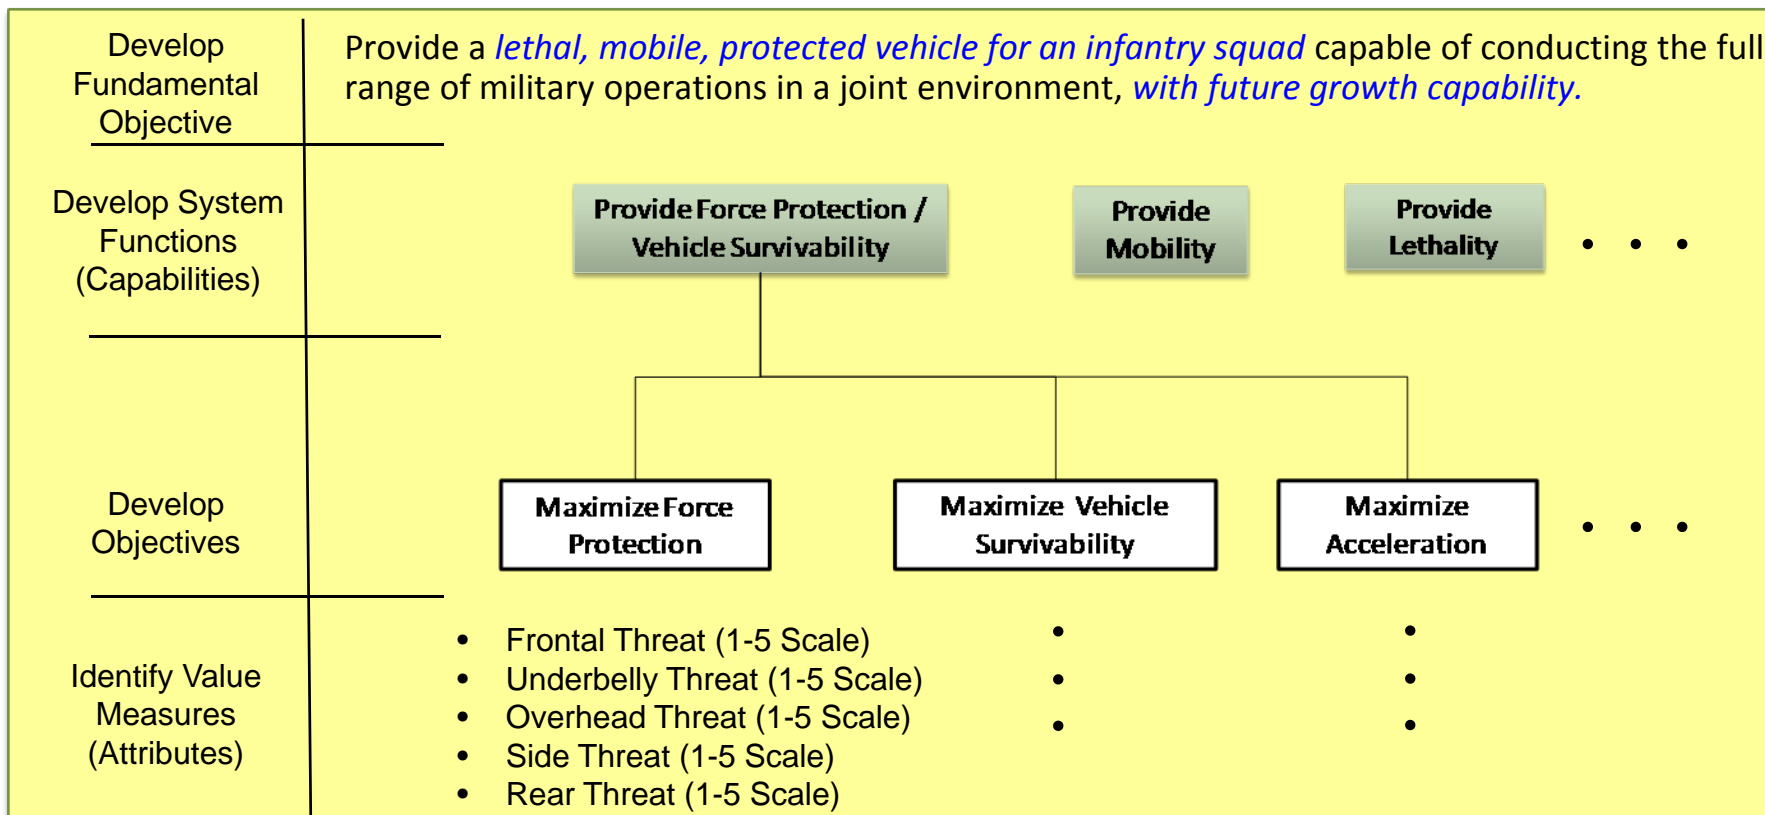 Develop
Fundamental
Objective
Provide a lethal, mobile, protected vehicle for an infantry squad capable of conducting the full
range of military operations in a joint environment, with future growth capability.
Develop System
Functions
(Capabilities)
Provide Force Protection /
Vehicle Survivability
Provide
Mobility
Provide
Lethality
• • •
Develop
Objectives
Maximize Force
Protection
Maximize Vehicle
Survivability
Maximize
Acceleration
• • •
Identify Value
Measures
(Attributes)
• Frontal Threat (1-5 Scale)
• Underbelly Threat (1-5 Scale)
• Overhead Threat (1-5 Scale)
• Side Threat (1-5 Scale)
• Rear Threat (1-5 Scale)